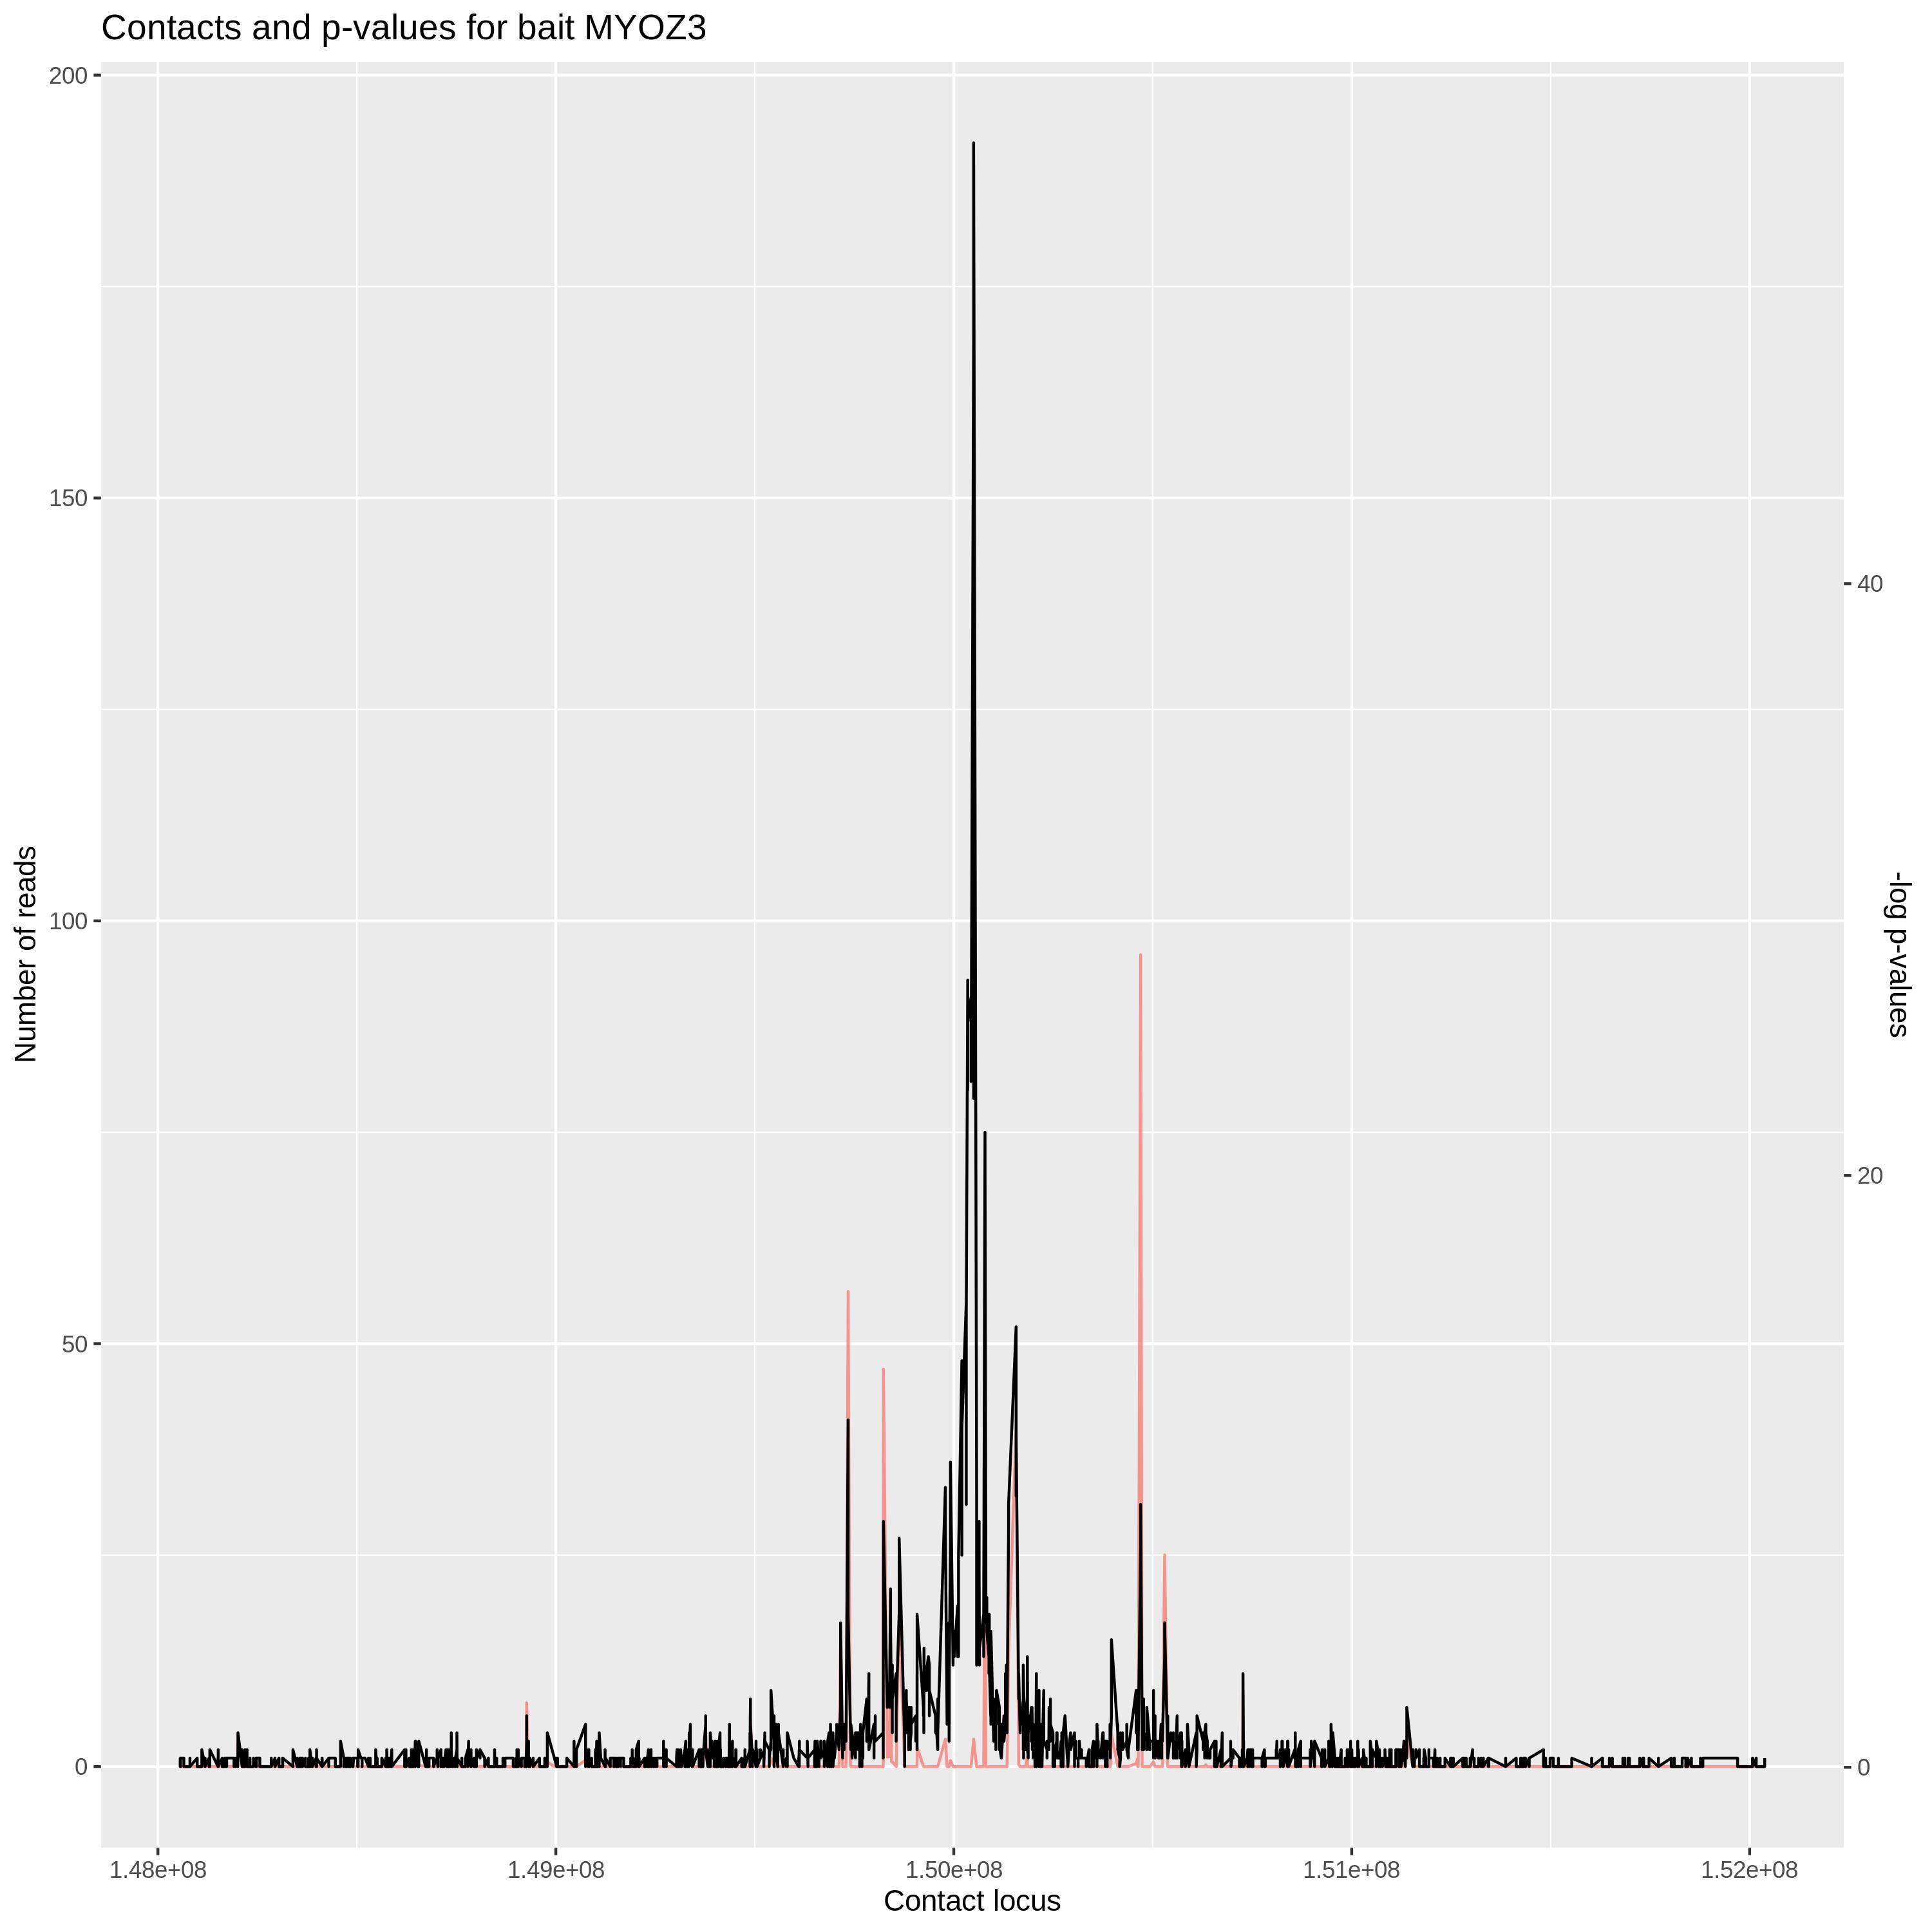 Contacts and p-values for bait MYOZ3
200
150
100
50
0
Number of reads
40
20
0
-log p-values
1.48e+08
1.49e+08
1.50e+08
1.51e+08
1.52e+08
Contact locus